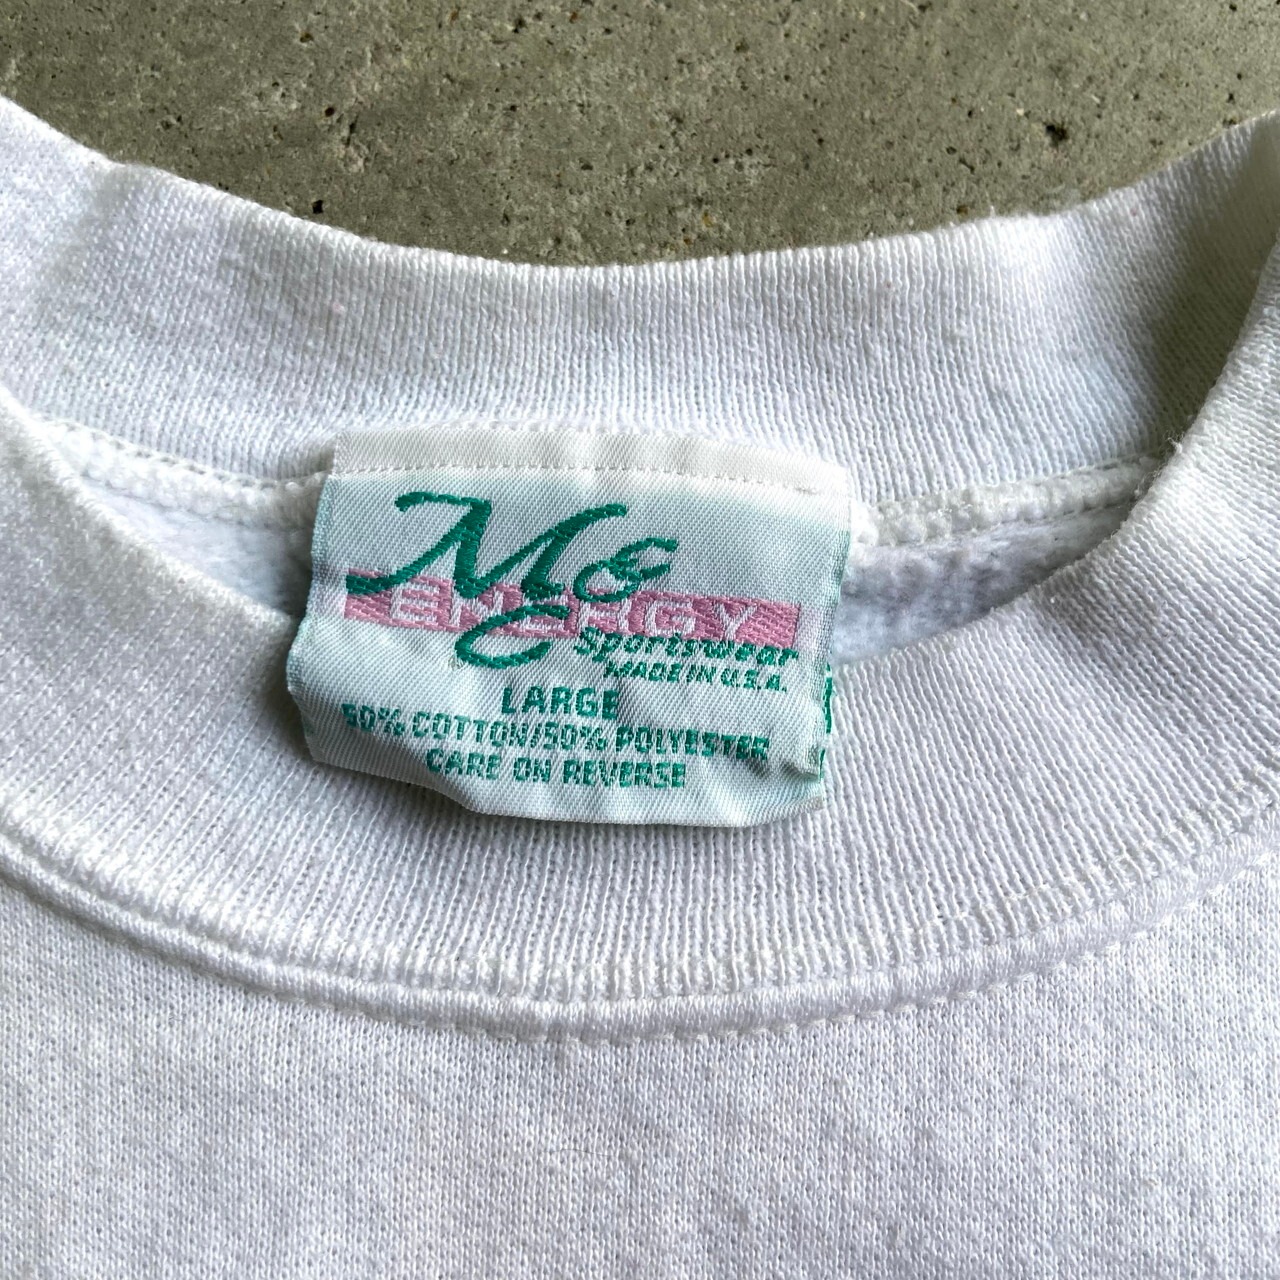 ENERGY
Sportswear
MADE IN U.S.A.
LARGE
50% COTTON/50% POLYESTER
CARE ON REVERSE